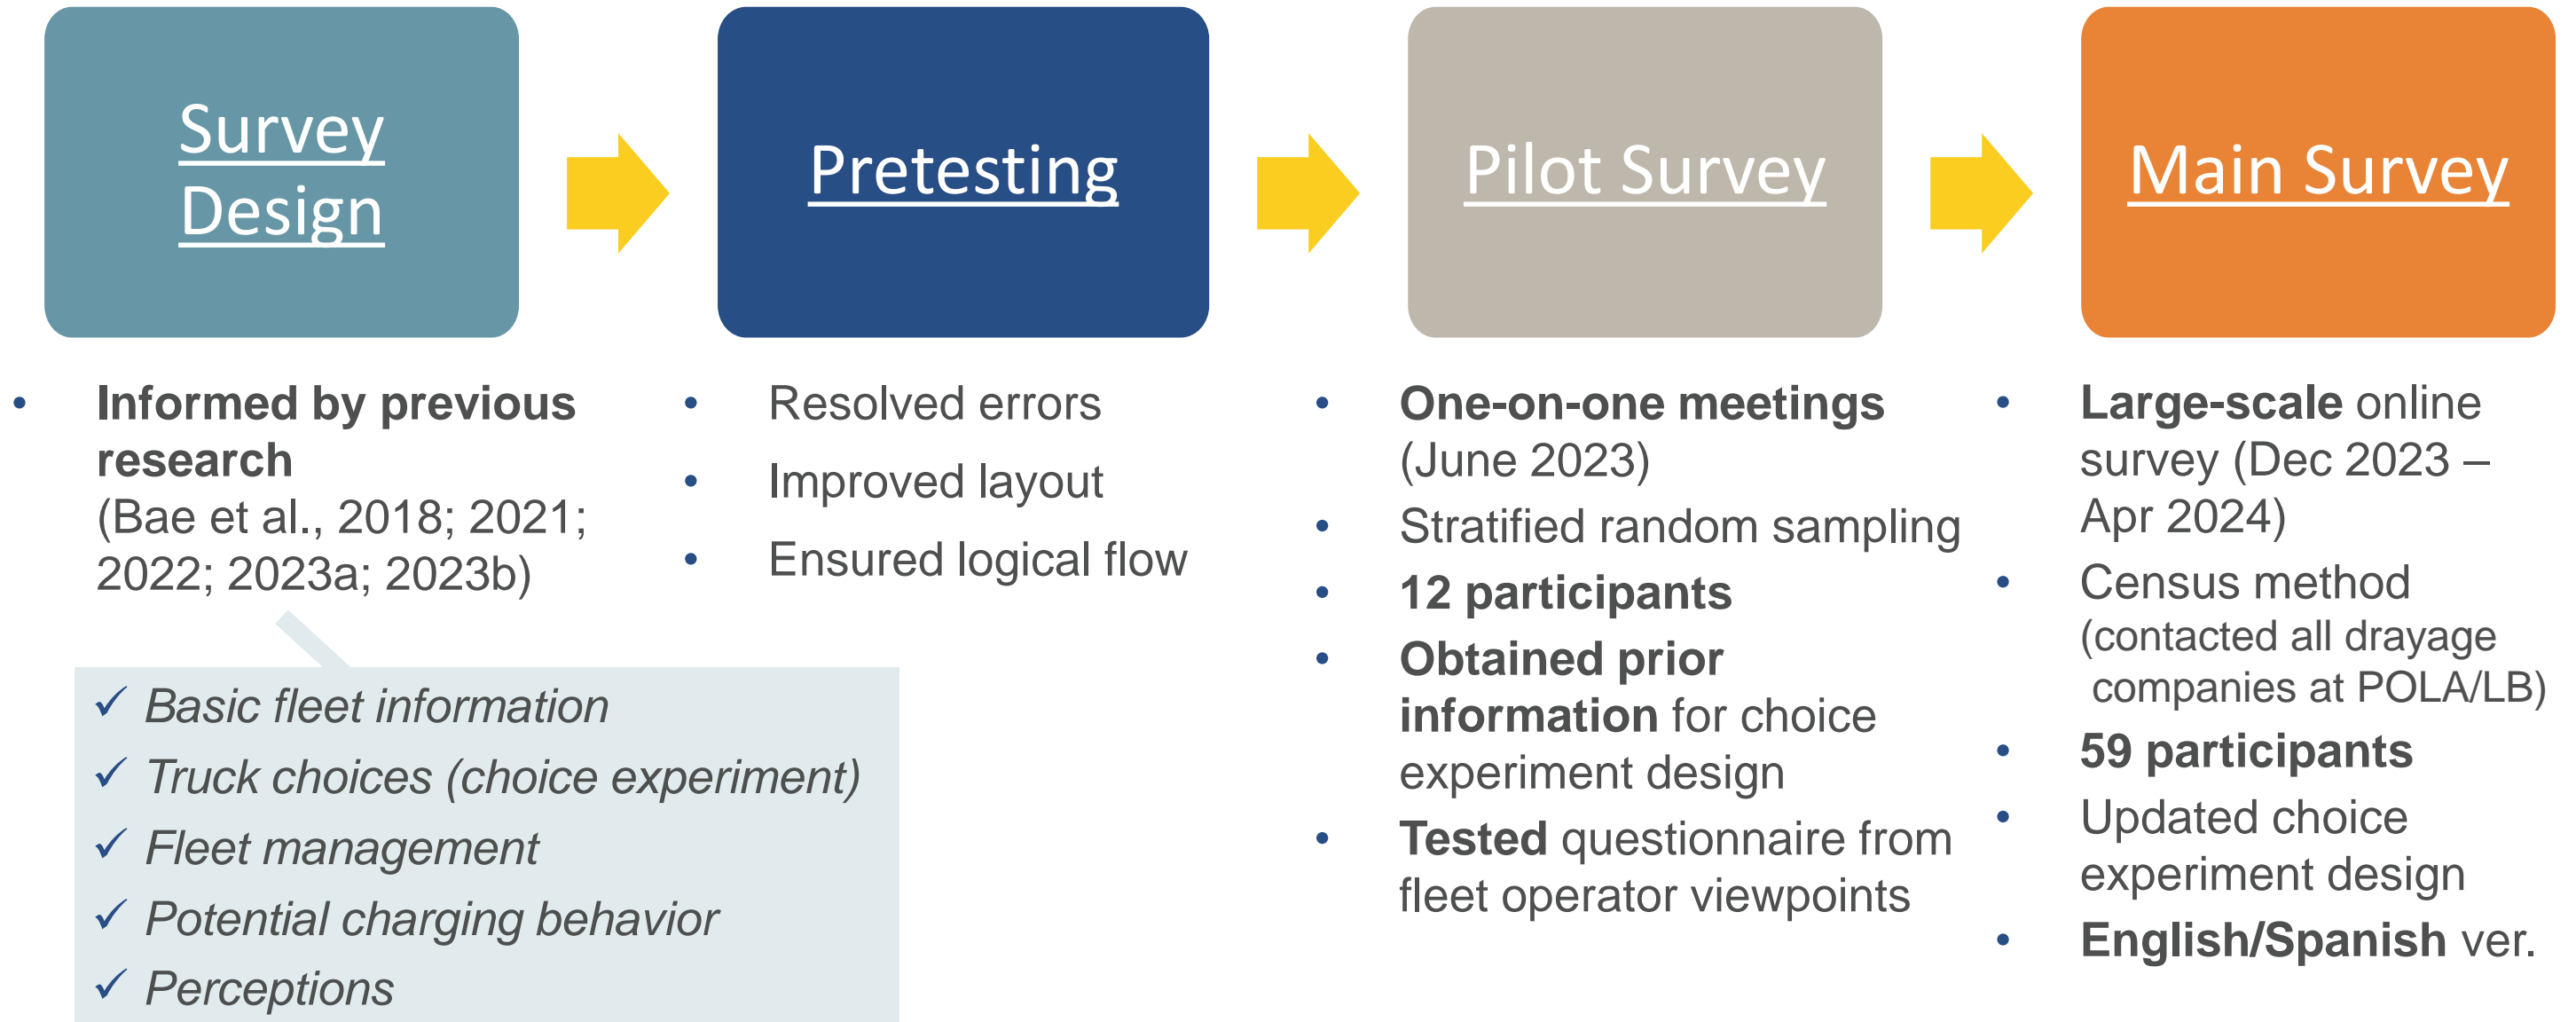 Survey
Design
Pretesting
Pilot Survey
Main Survey
• Informed by previous
research
(Bae et al., 2018; 2021;
2022; 2023a; 2023b)
✓ Basic fleet information
✓ Truck choices (choice experiment)
✓ Fleet management
✓ Potential charging behavior
✓ Perceptions
• Resolved errors
• Improved layout
• Ensured logical flow
• One-on-one meetings
(June 2023)
• Stratified random sampling
• 12 participants
• Obtained prior
information for choice
experiment design
• Tested questionnaire from
fleet operator viewpoints
• Large-scale online
survey (Dec 2023 –
Apr 2024)
• Census method
(contacted all drayage
companies at POLA/LB)
• 59 participants
• Updated choice
experiment design
• English/Spanish ver.